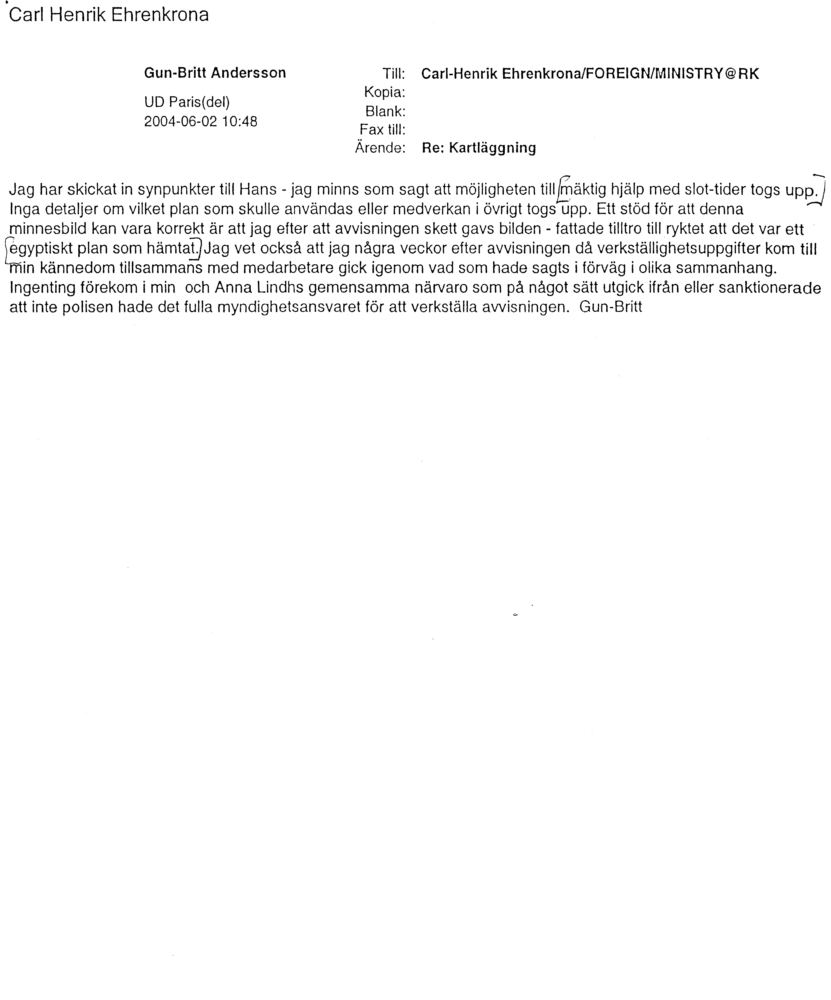 Carl Henrik Ehrenkrona
Gun-Britt Andersson
UD Paris(del)
2004-06-02 10:48
Till: Carl-Henrik Ehrenkrona/FOREIGN/MINISTRY@RK
Kopia:
Blank:
Fax till:
Ärende: Re: Kartläggning
Jag har skickat in synpunkter till Hans - jag minns som sagt att möjligheten till [mäktig hjälp med slot-tider togs upp.]
Inga detaljer om vilket plan som skulle användas eller medverkan i övrigt togs upp. Ett stöd för att denna
minnesbild kan vara korrekt är att jag efter att avvisningen skett gavs bilden - fattade tilltro till ryktet att det var ett
[egyptiskt plan som hämtat.] Jag vet också att jag några veckor efter avvisningen då verkställighetsuppgifter kom till
min kännedom tillsammans med medarbetare gick igenom vad som hade sagts i förväg i olika sammanhang.
Ingenting förekom i min och Anna Lindhs gemensamma närvaro som på något sätt utgick ifrån eller sanktionerade
att inte polisen hade det fulla myndighetsansvaret för att verkställa avvisningen. Gun-Britt